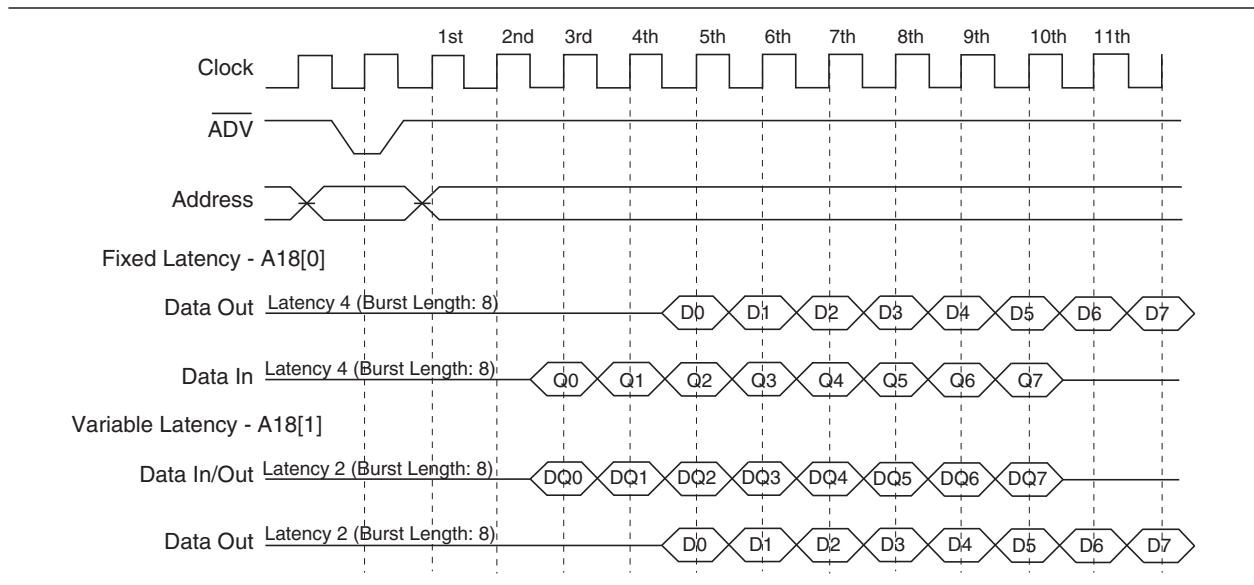 1st 2nd 3rd 4th 5th 6th 7th 8th 9th 10th 11th
Clock
ADV
Address
Fixed Latency - A18[0]
Data Out Latency 4 (Burst Length: 8) D0 D1 D2 D3 D4 D5 D6 D7
Data In Latency 4 (Burst Length: 8) Q0 Q1 Q2 Q3 Q4 Q5 Q6 Q7
Variable Latency - A18[1]
Data In/Out Latency 2 (Burst Length: 8) DQ0 DQ1 DQ2 DQ3 DQ4 DQ5 DQ6 DQ7
Data Out Latency 2 (Burst Length: 8) D0 D1 D2 D3 D4 D5 D6 D7